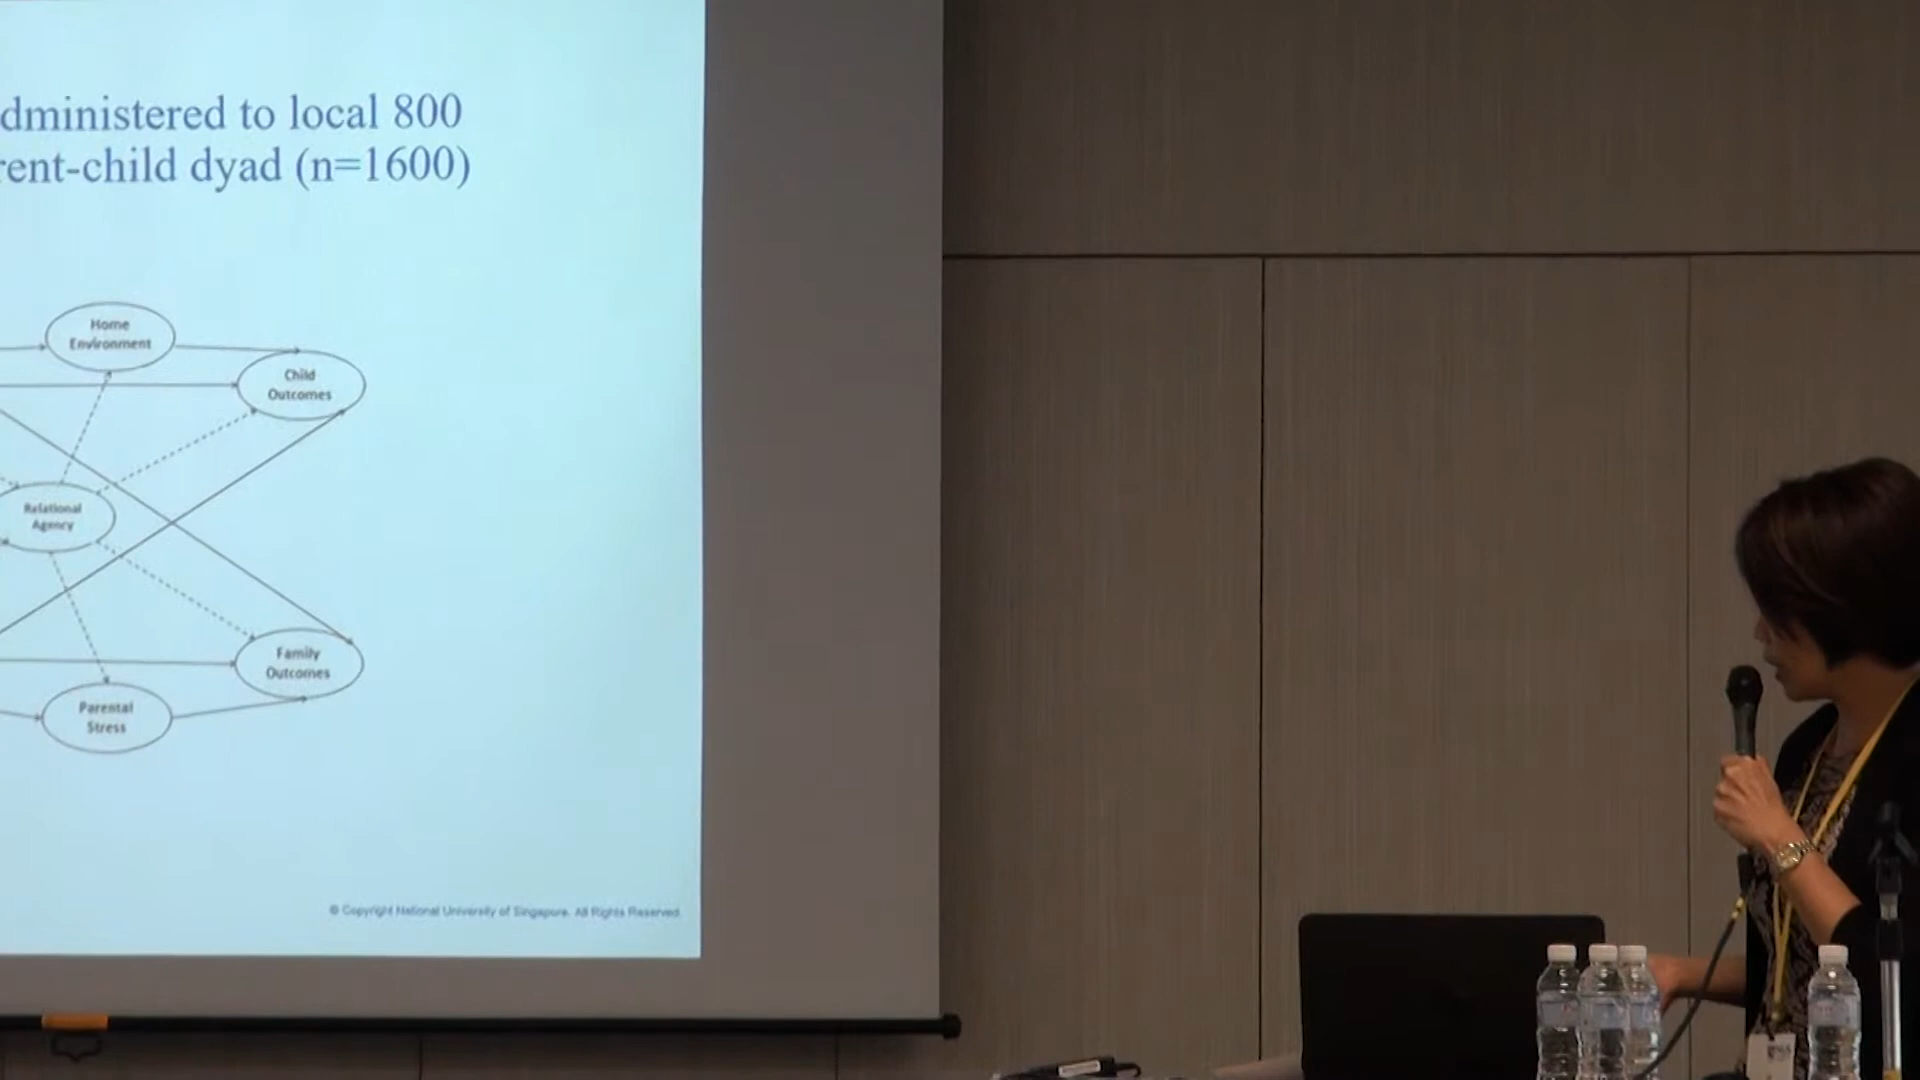 dministered to local 800
rent-child dyad (n=1600)
Home
Environment
Child
Outcomes
Relational
Agency
Family
Outcomes
Parental
Stress
© Copyright National University of Singapore. All Rights Reserved.